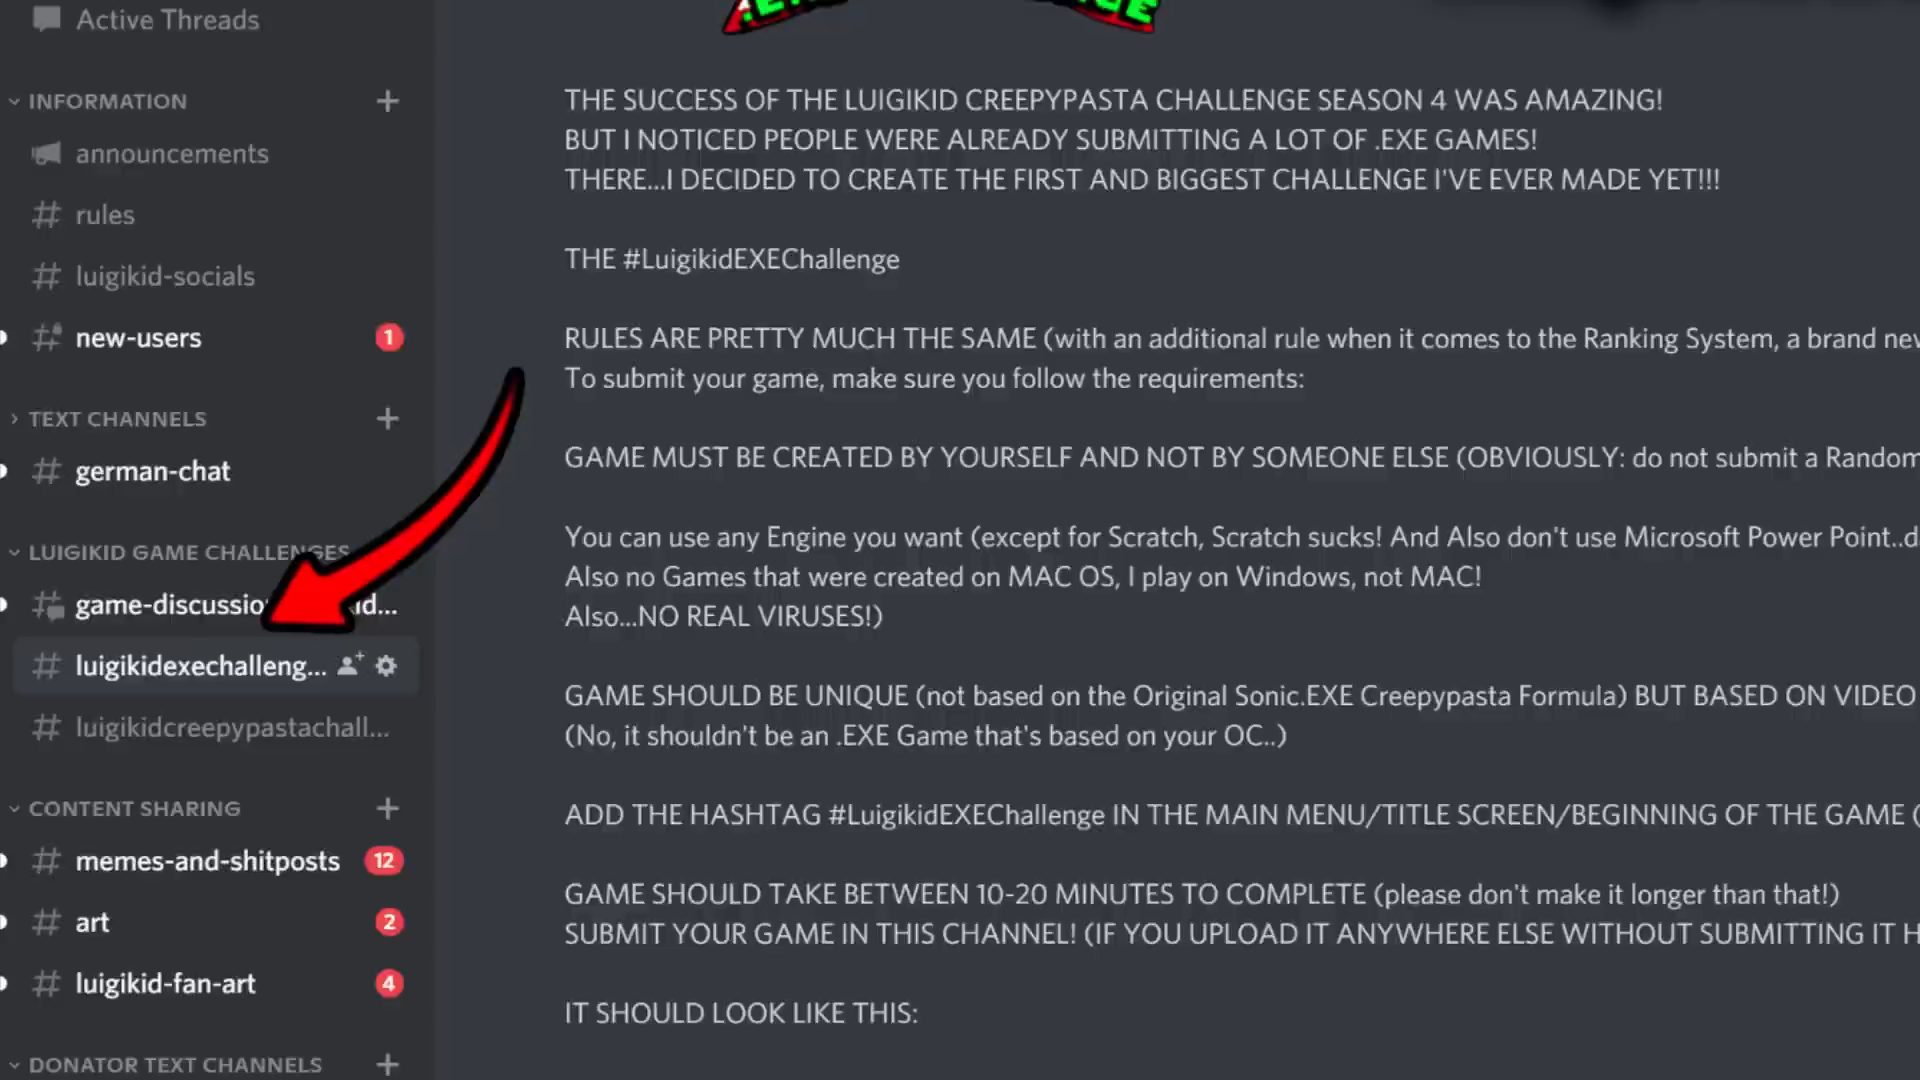 Active Threads
INFORMATION
announcements
rules
luigikid-socials
new-users
1
TEXT CHANNELS
german-chat
LUIGIKID GAME CHALLENGES
luigikidexechalleng...
luigikidcreepypastachall...
CONTENT SHARING
memes-and-shitposts
12
art
2
luigikid-fan-art
4
DONATOR TEXT CHANNELS
THE SUCCESS OF THE LUIGIKID CREEPYPASTA CHALLENGE SEASON 4 WAS AMAZING!
BUT I NOTICED PEOPLE WERE ALREADY SUBMITTING A LOT OF .EXE GAMES!
THERE...I DECIDED TO CREATE THE FIRST AND BIGGEST CHALLENGE I'VE EVER MADE YET!!!
THE #LuigikidEXEChallenge
RULES ARE PRETTY MUCH THE SAME (with an additional rule when it comes to the Ranking System, a brand
To submit your game, make sure you follow the requirements:
GAME MUST BE CREATED BY YOURSELF AND NOT BY SOMEONE ELSE (OBVIOUSLY: do not submit a Random
You can use any Engine you want (except for Scratch, Scratch sucks! And Also don't use Microsoft Power Point..
Also no Games that were created on MAC OS, I play on Windows, not MAC!
Also...NO REAL VIRUSES!)
GAME SHOULD BE UNIQUE (not based on the Original Sonic.EXE Creepypasta Formula) BUT BASED ON VIDEO
(No, it shouldn't be an .EXE Game that's based on your OC..)
ADD THE HASHTAG #LuigikidEXEChallenge IN THE MAIN MENU/TITLE SCREEN/BEGINNING OF THE GAME (
GAME SHOULD TAKE BETWEEN 10-20 MINUTES TO COMPLETE (please don't make it longer than that!)
SUBMIT YOUR GAME IN THIS CHANNEL! (IF YOU UPLOAD IT ANYWHERE ELSE WITHOUT SUBMITTING IT
IT SHOULD LOOK LIKE THIS: